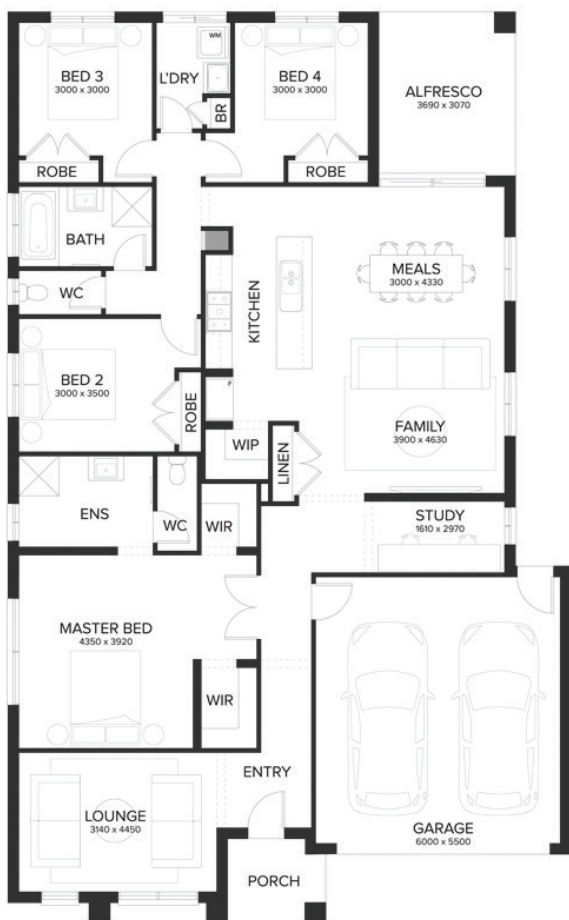 BED 3
3000 x 3000
L'DRY
WM
BED 4
3000 x 3000
ALFRESCO
3690 x 3070
BR
ROBE
ROBE
BATH
WC
KITCHEN
MEALS
3000 x 4330
BED 2
3000 x 3500
ROBE
F
WIP
LINEN
FAMILY
3900 x 4630
ENS
WC
WIR
STUDY
1610 x 2970
MASTER BED
4350 x 3920
WIR
ENTRY
LOUNGE
3140 x 4450
GARAGE
6000 x 5500
PORCH